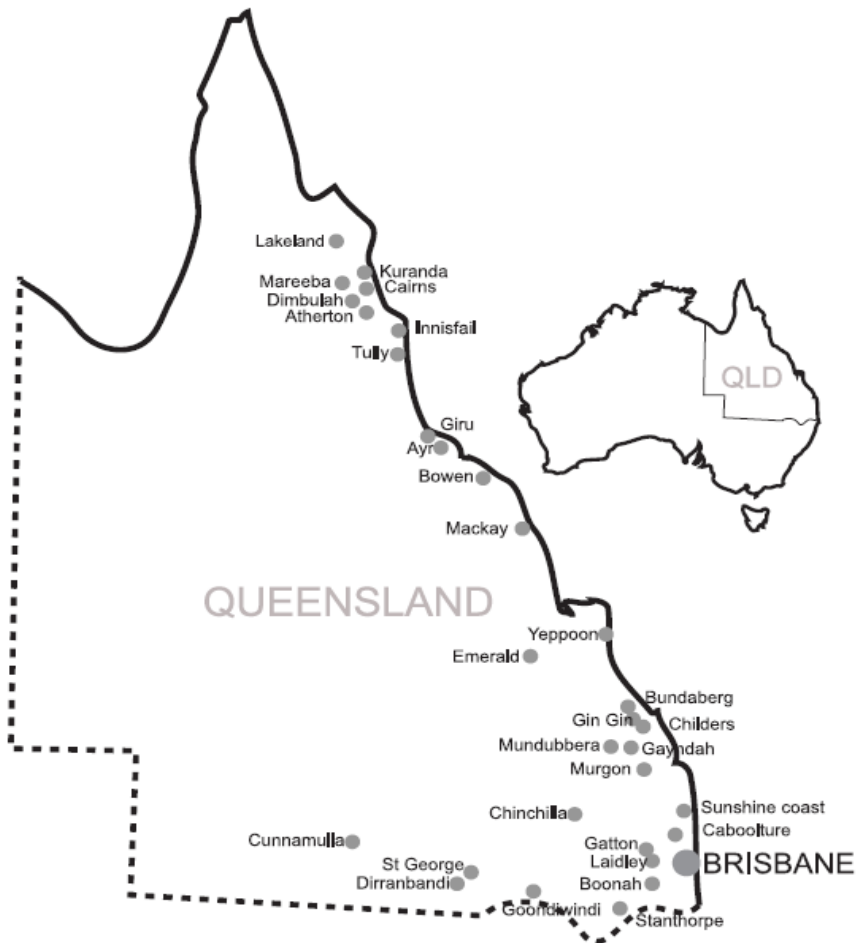 Lakeland
Kuranda
Mareeba
Cairns
Dimbulah
Atherton
Innisfail
Tully
QLD
Giru
Ayr
Bowen
Mackay
QUEENSLAND
Yeppoon
Emerald
Bundaberg
Gin Gin
Childers
Mundubbera
Gayndah
Murgon
Chinchilla
Sunshine coast
Caboolture
Cunnamulla
Gatton
Laidley
BRISBANE
St George
Dirranbandi
Boonah
Goondiwindi
Stanthorpe